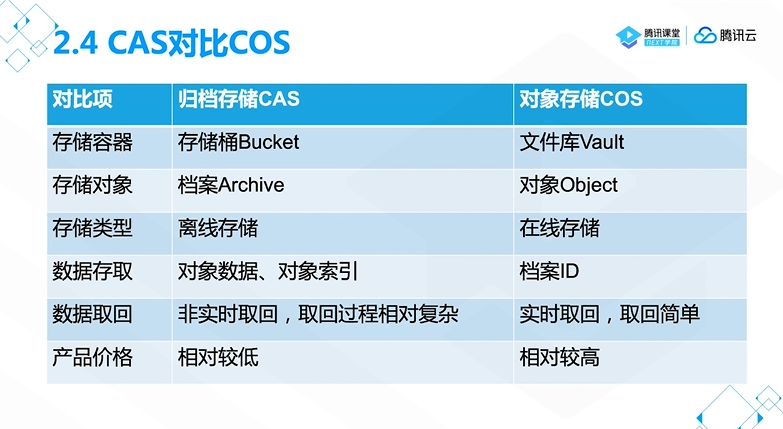 2.4 CAS对比COS
腾讯课堂
NEXT学院
腾讯云
对比项 归档存储CAS 对象存储COS
存储容器 存储桶Bucket 文件库Vault
存储对象 档案Archive 对象Object
存储类型 离线存储 在线存储
数据存取 对象数据、对象索引 档案ID
数据取回 非实时取回，取回过程相对复杂 实时取回，取回简单
产品价格 相对较低 相对较高